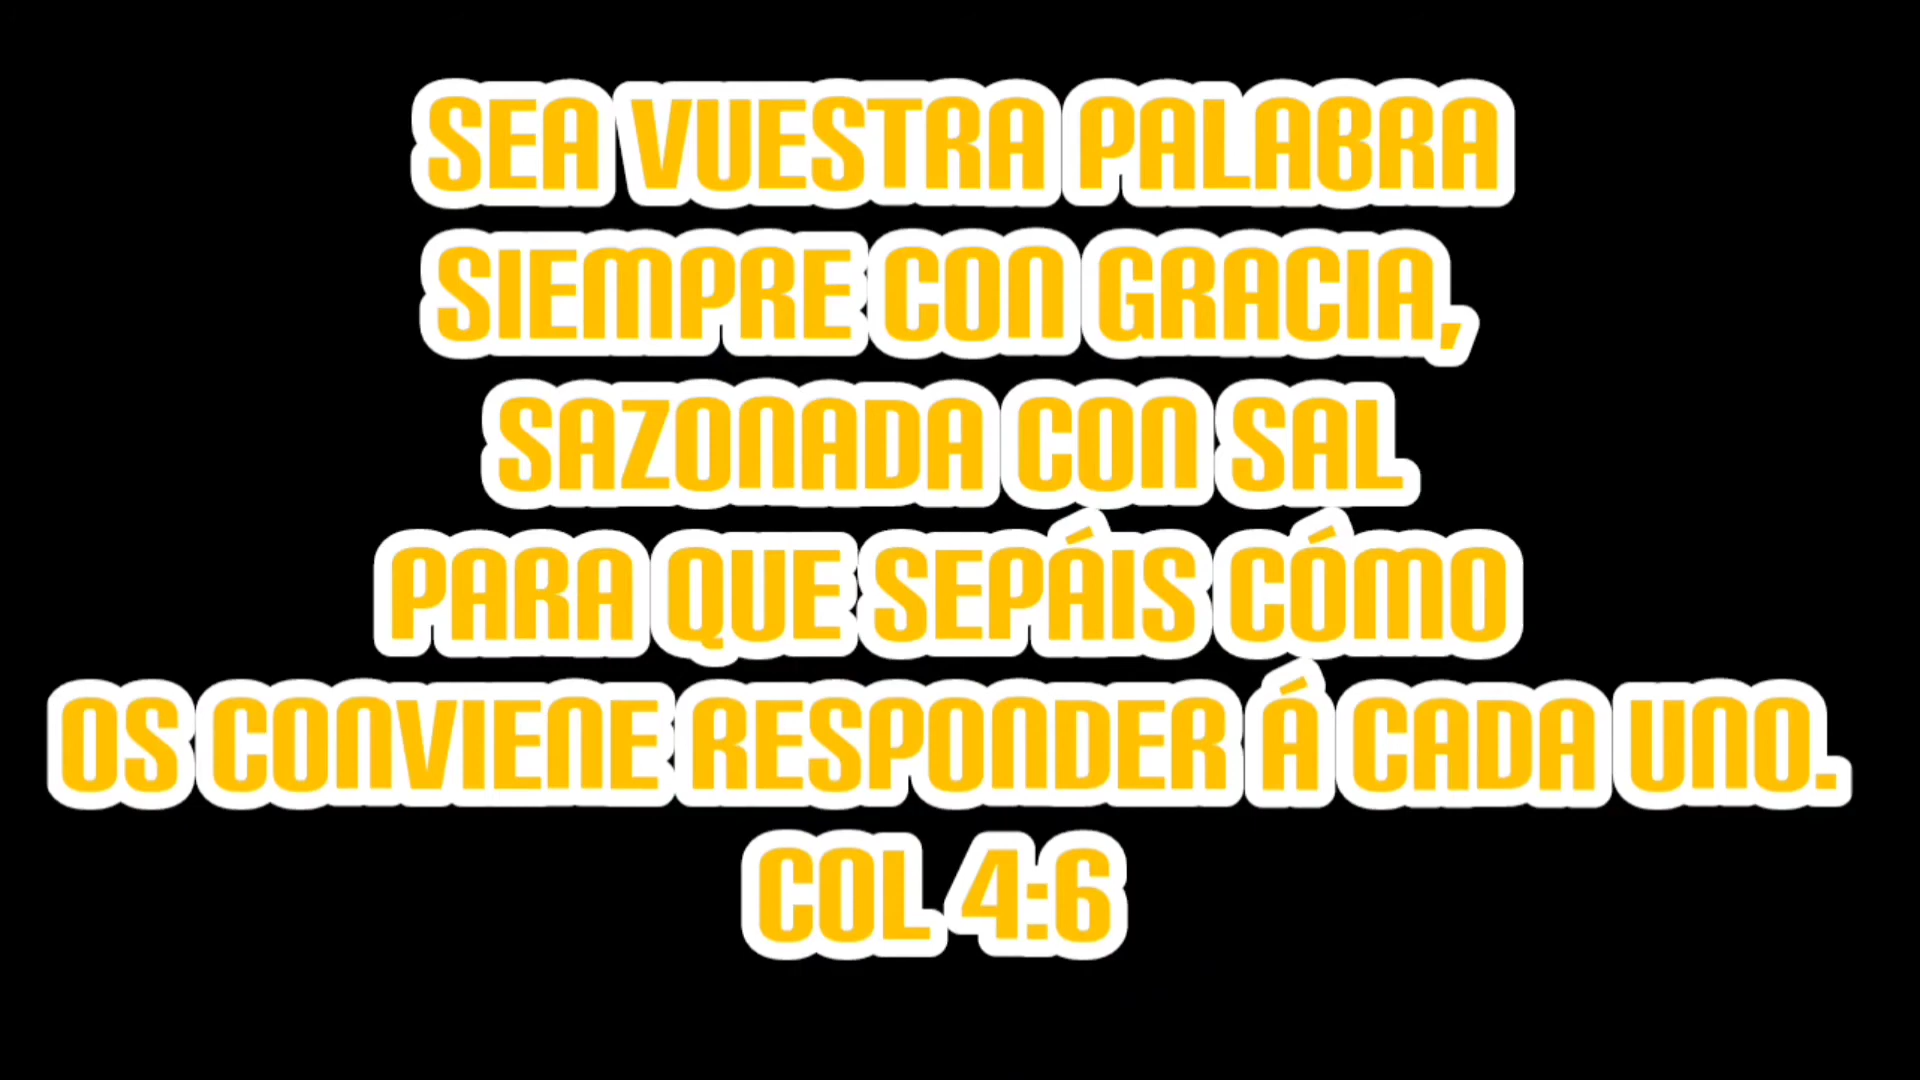 SEA VUESTRA PALABRA
SIEMPRE CON GRACIA,
SAZONADA CON SAL
PARA QUE SEPÁIS CÓMO
OS CONVIENE RESPONDER Á CADA UNO.
COL 4:6